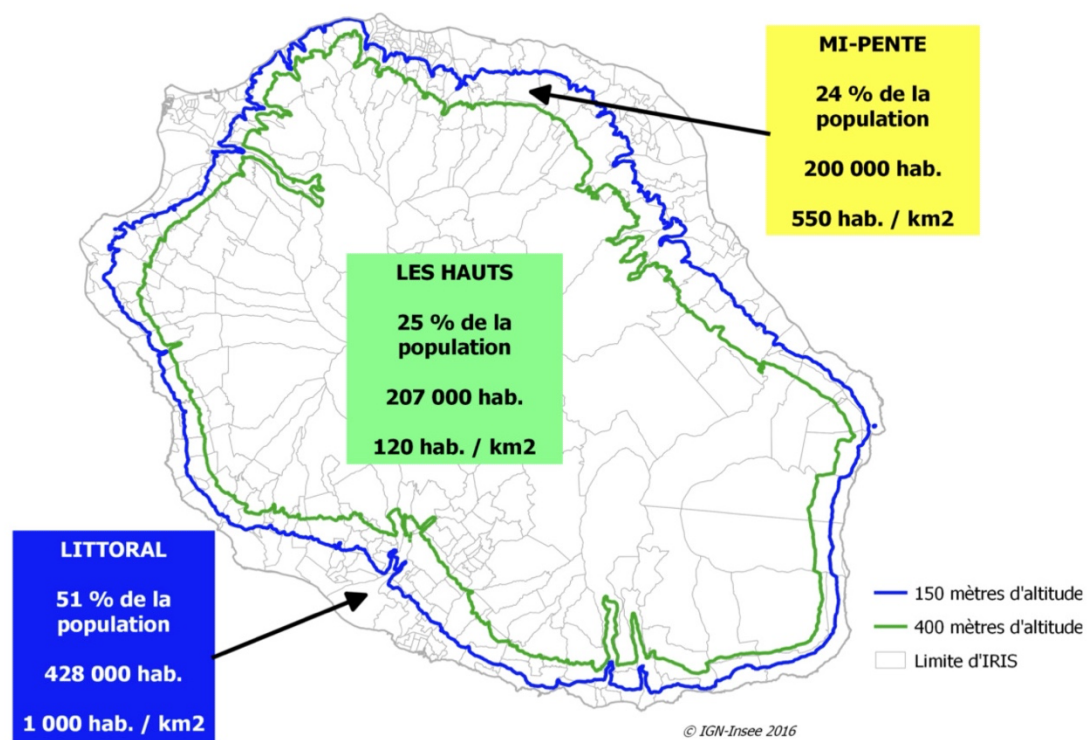 MI-PENTE
24 % de la
population
200 000 hab.
550 hab. / km2
LES HAUTS
25 % de la
population
207 000 hab.
120 hab. / km2
LITTORAL
51 % de la
population
428 000 hab.
1 000 hab. / km2
150 mètres d'altitude
400 mètres d'altitude
Limite d'IRIS
© IGN-Insee 2016